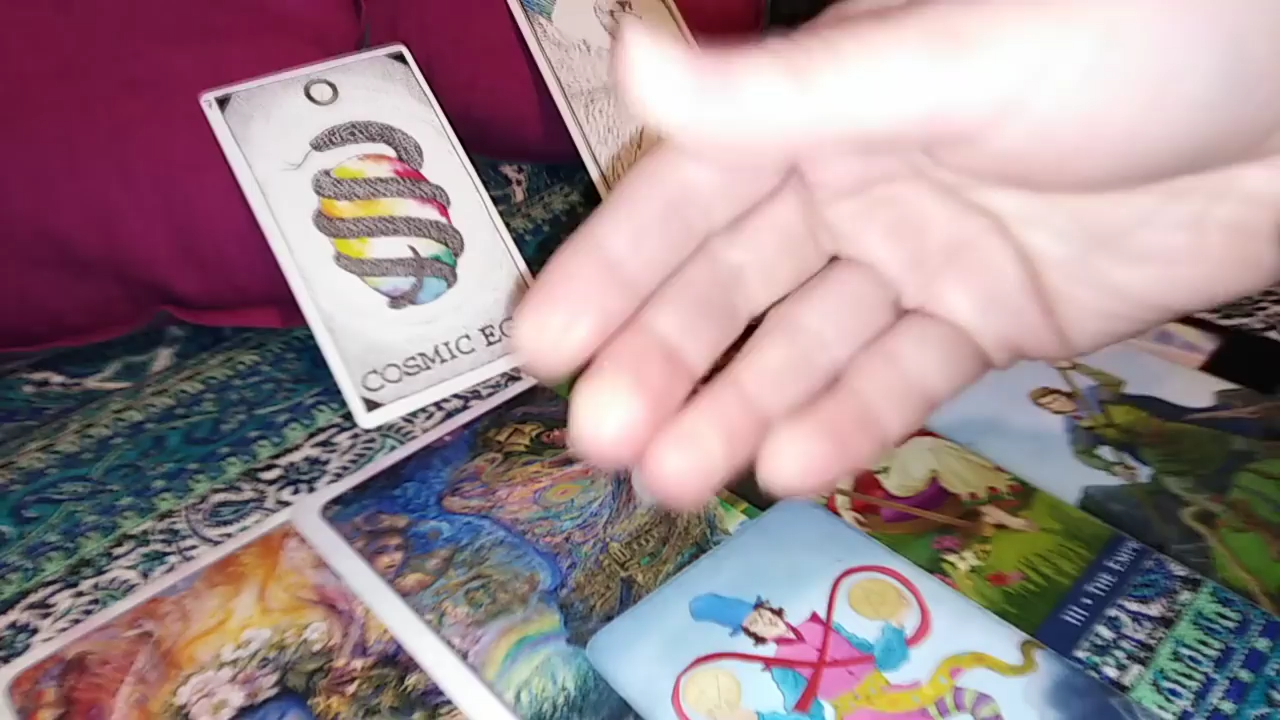 COSMIC EG
III • THE EMP